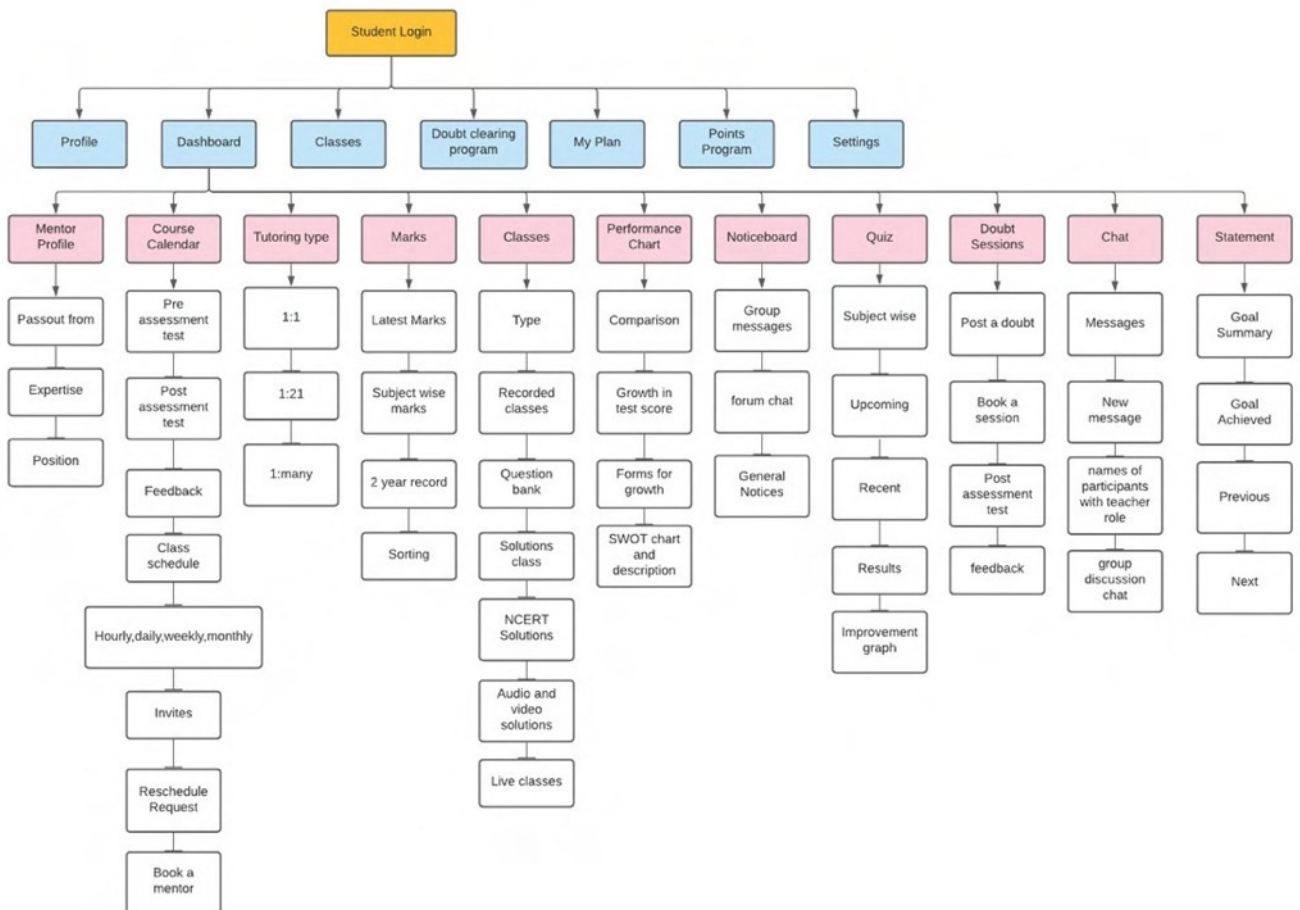 Student Login
Profile
Dashboard
Classes
Doubt clearing
program
My Plan
Points
Program
Settings
Mentor
Profile
Course
Calendar
Tutoring type
Marks
Classes
Performance
Chart
Noticeboard
Quiz
Doubt
Sessions
Chat
Statement
Passout from
Expertise
Position
Pre
assessment
test
Post
assessment
test
Feedback
Class
schedule
Hourly,daily,weekly,monthly
Invites
Reschedule
Request
Book a
mentor
1:1
1:21
1:many
Latest Marks
Subject wise
marks
2 year record
Sorting
Type
Recorded
classes
Question
bank
Solutions
class
NCERT
Solutions
Audio and
video
solutions
Live classes
Comparison
Growth in
test score
Forms for
growth
SWOT chart
and
description
Group
messages
forum chat
General
Notices
Subject wise
Upcoming
Recent
Results
Improvement
graph
Post a doubt
Book a
session
Post
assessment
test
feedback
Messages
New
message
names of
participants
with teacher
role
group
discussion
chat
Goal
Summary
Goal
Achieved
Previous
Next